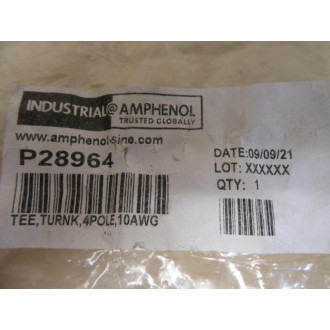 INDUSTRIAL@AMPHENOL
TRUSTED GLOBALLY
www.amphenol-sine.com
P28964
DATE:09/09/21
LOT: XXXXXX
QTY: 1
TEE,TURNK,4POLE,10AWG